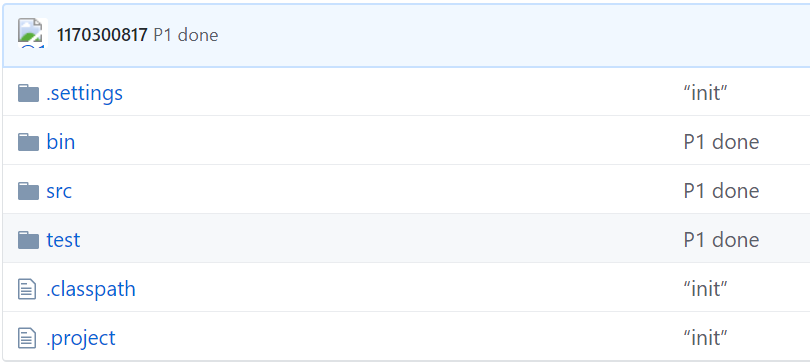 1170300817 P1 done
.settings “init”
bin P1 done
src P1 done
test P1 done
.classpath “init”
.project “init”